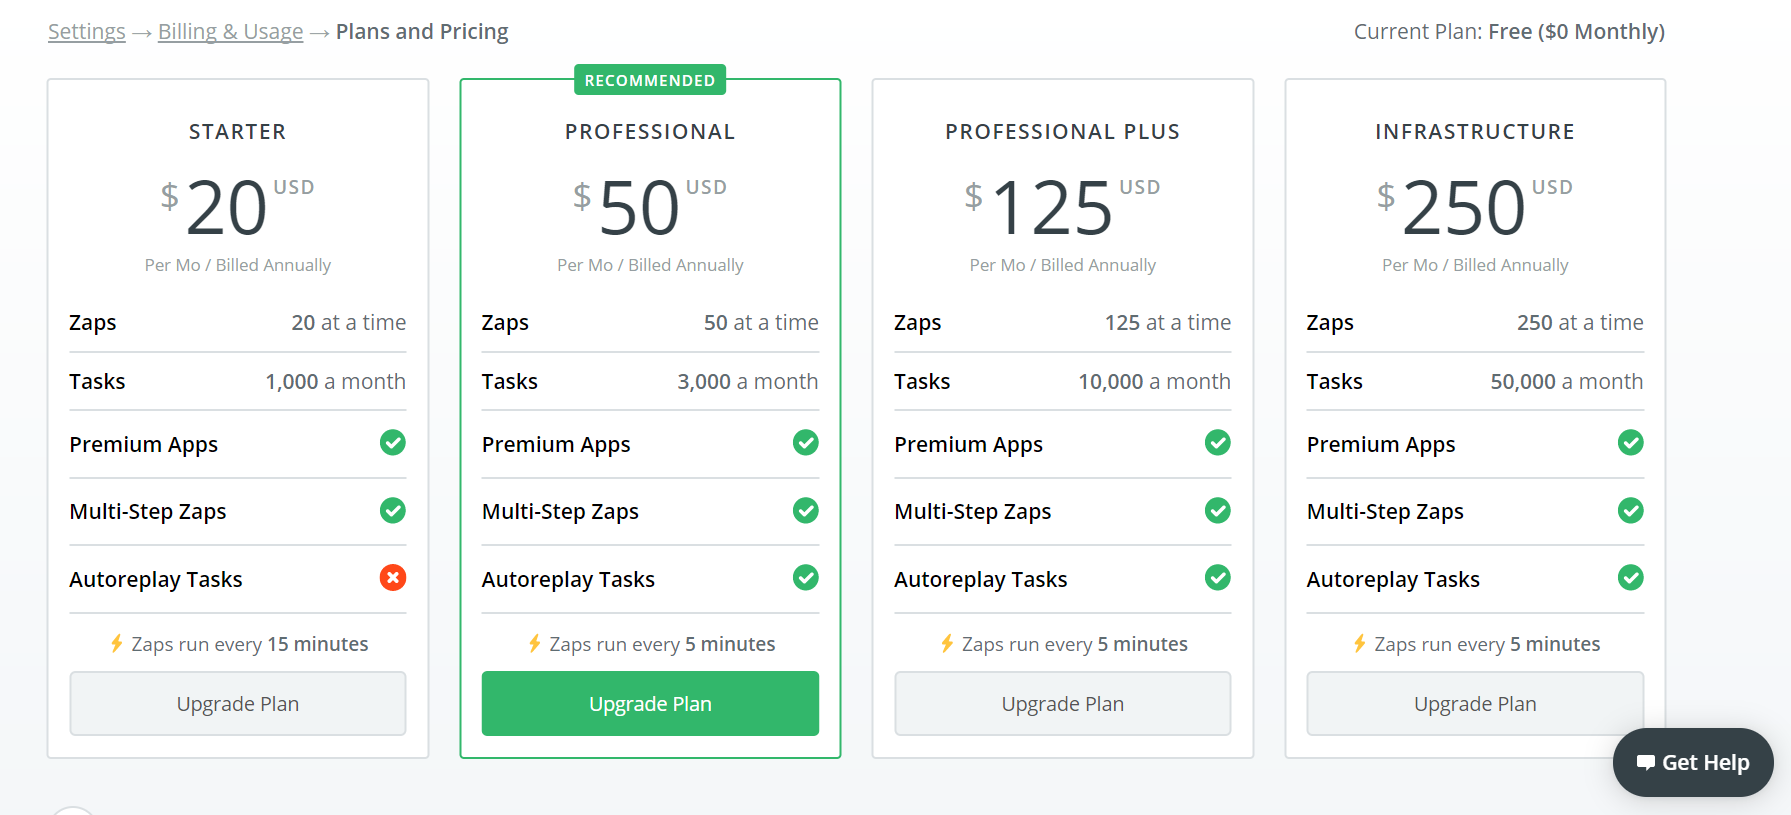 Settings → Billing & Usage → Plans and Pricing
Current Plan: Free ($0 Monthly)
STARTER
$ 20 USD
Per Mo / Billed Annually
Zaps 20 at a time
Tasks 1,000 a month
Premium Apps
Multi-Step Zaps
Autoreplay Tasks
Zaps run every 15 minutes
Upgrade Plan
RECOMMENDED
PROFESSIONAL
$ 50 USD
Per Mo / Billed Annually
Zaps 50 at a time
Tasks 3,000 a month
Premium Apps
Multi-Step Zaps
Autoreplay Tasks
Zaps run every 5 minutes
Upgrade Plan
PROFESSIONAL PLUS
$ 125 USD
Per Mo / Billed Annually
Zaps 125 at a time
Tasks 10,000 a month
Premium Apps
Multi-Step Zaps
Autoreplay Tasks
Zaps run every 5 minutes
Upgrade Plan
INFRASTRUCTURE
$ 250 USD
Per Mo / Billed Annually
Zaps 250 at a time
Tasks 50,000 a month
Premium Apps
Multi-Step Zaps
Autoreplay Tasks
Zaps run every 5 minutes
Upgrade Plan
Get Help